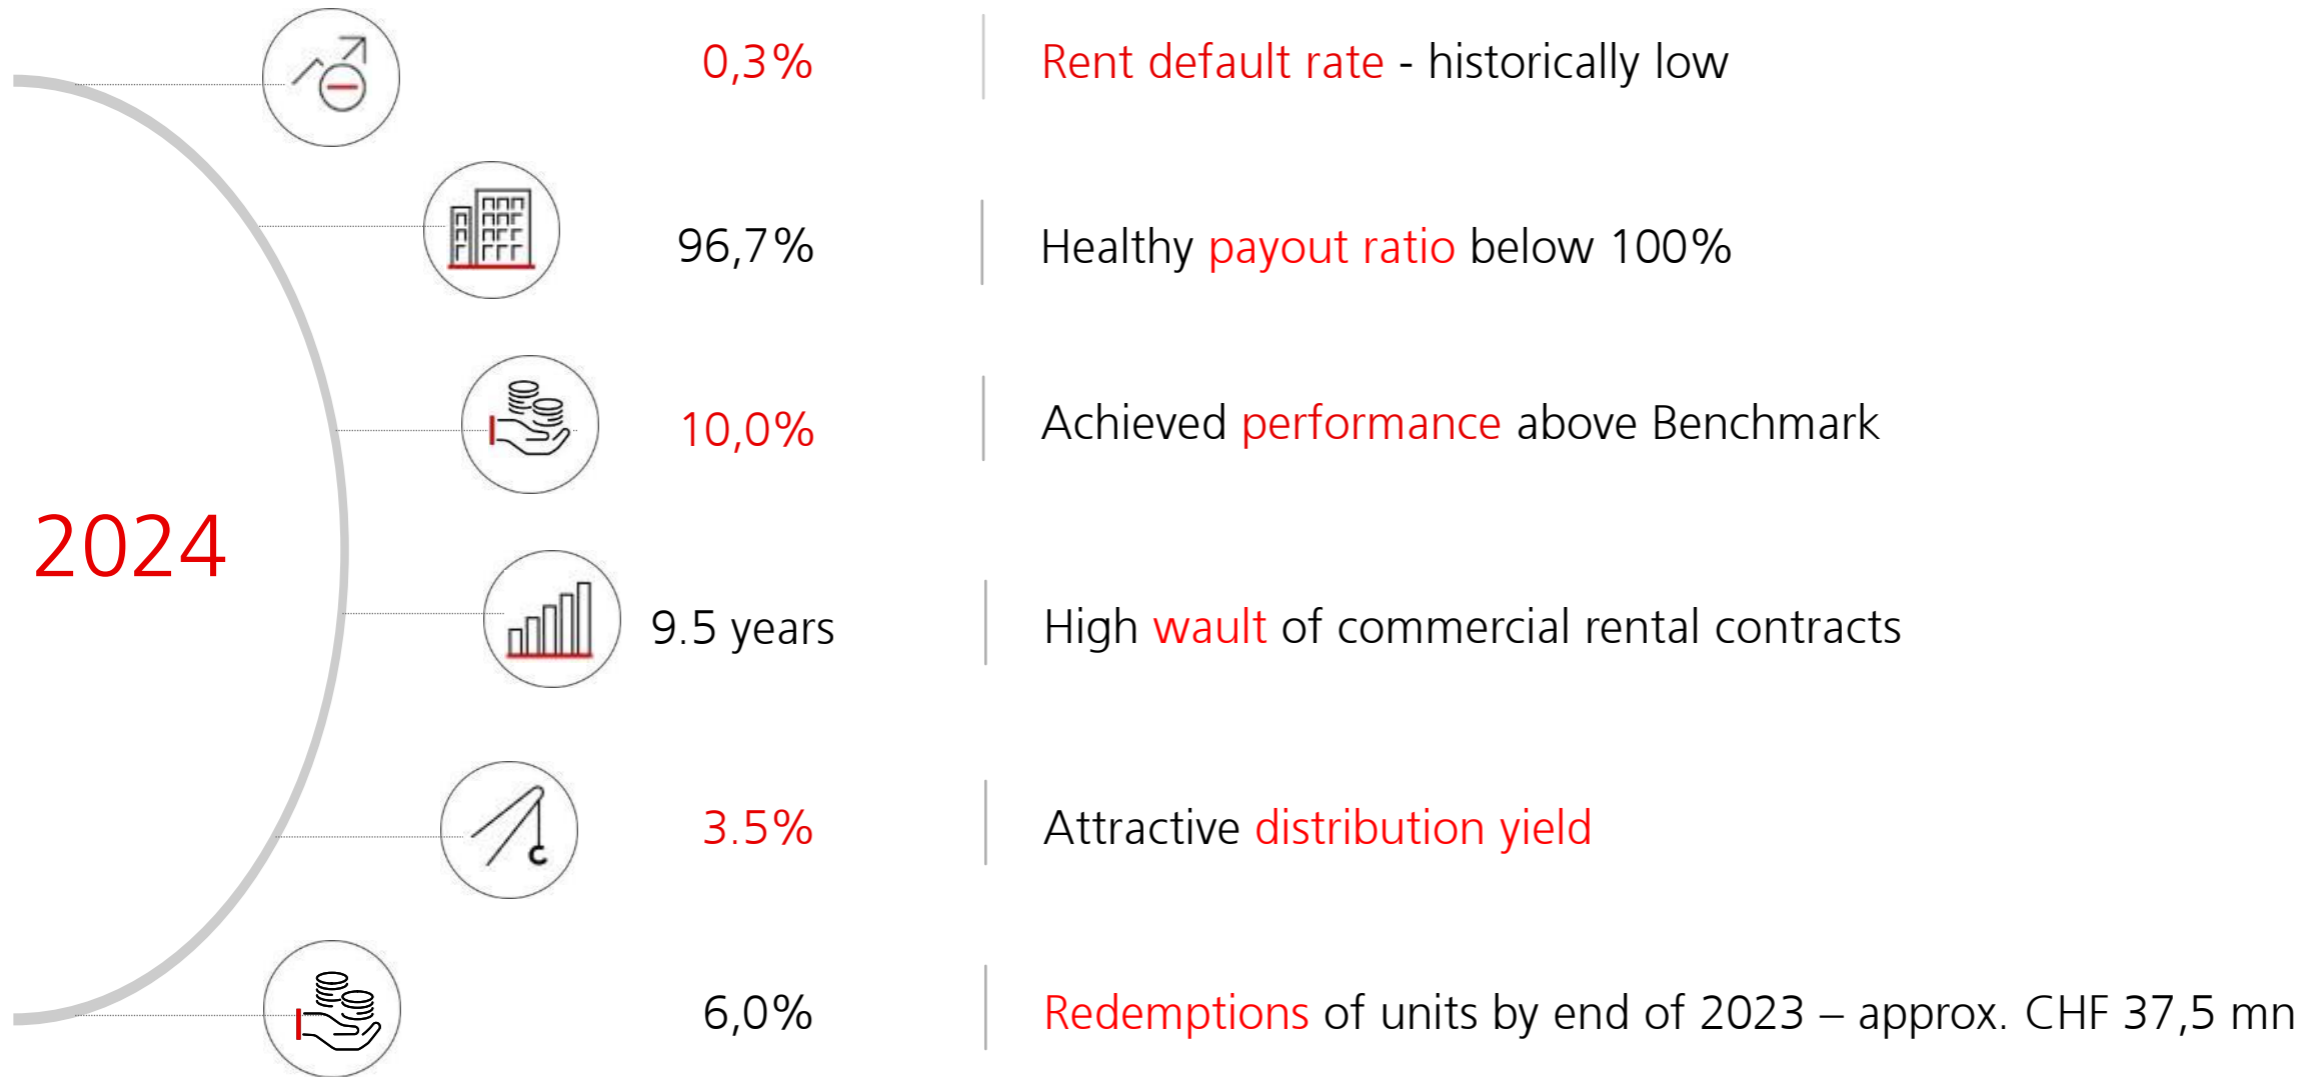 0,3% Rent default rate - historically low
96,7% Healthy payout ratio below 100%
10,0% Achieved performance above Benchmark
2024
9.5 years High wault of commercial rental contracts
3.5% Attractive distribution yield
6,0% Redemptions of units by end of 2023 – approx. CHF 37,5 mn